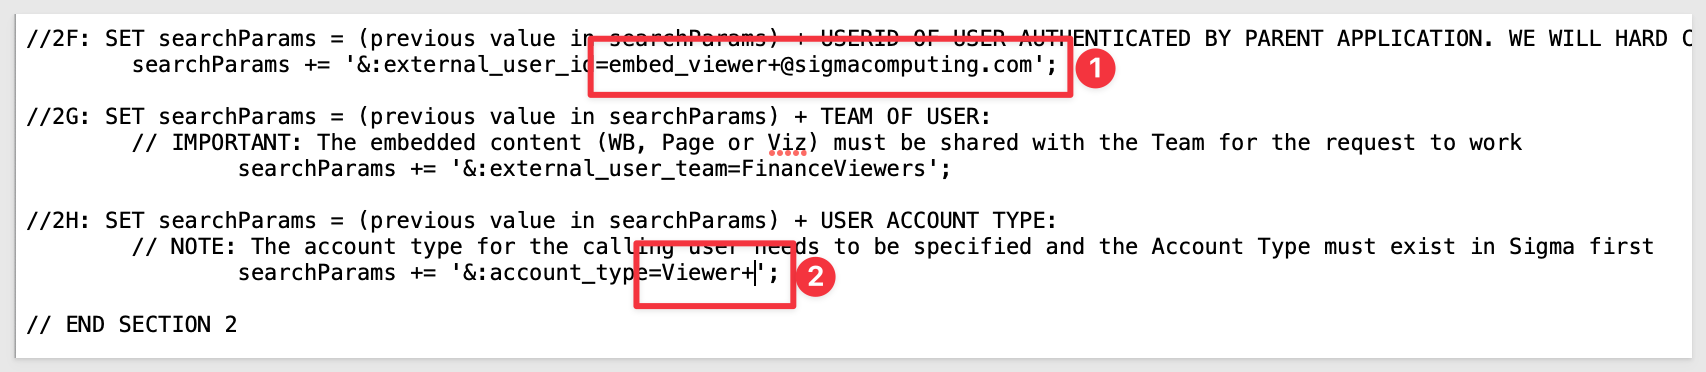 //2F: SET searchParams = (previous value in searchParams) + USERID OF USER AUTHENTICATED BY PARENT APPLICATION. WE WILL HARD C
searchParams += '&:external_user_id=embed_viewer+@sigmacomputing.com';
1
//2G: SET searchParams = (previous value in searchParams) + TEAM OF USER:
// IMPORTANT: The embedded content (WB, Page or Viz) must be shared with the Team for the request to work
searchParams += '&:external_user_team=FinanceViewers';
//2H: SET searchParams = (previous value in searchParams) + USER ACCOUNT TYPE:
// NOTE: The account type for the calling user needs to be specified and the Account Type must exist in Sigma first
searchParams += '&:account_type=Viewer+';
2
// END SECTION 2